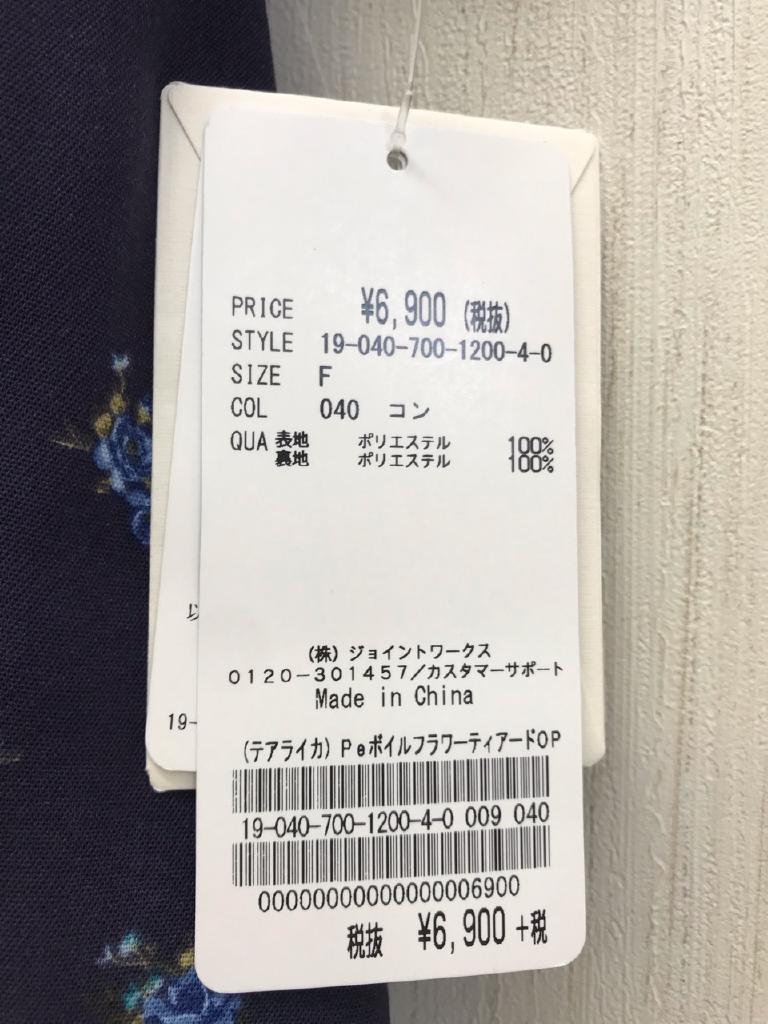 PRICE ¥6,900 (税抜)
STYLE 19-040-700-1200-4-0
SIZE F
COL 040 コン
QUA 表地 ポリエステル 100%
裏地 ポリエステル 100%
以
(株)ジョイントワークス
0120-301457/カスタマーサポート
Made in China
19-
(テアライカ) PeボイルフラワーティアードOP
19-040-700-1200-4-0 009 040
00000000000000006900
税抜 ¥6,900 +税